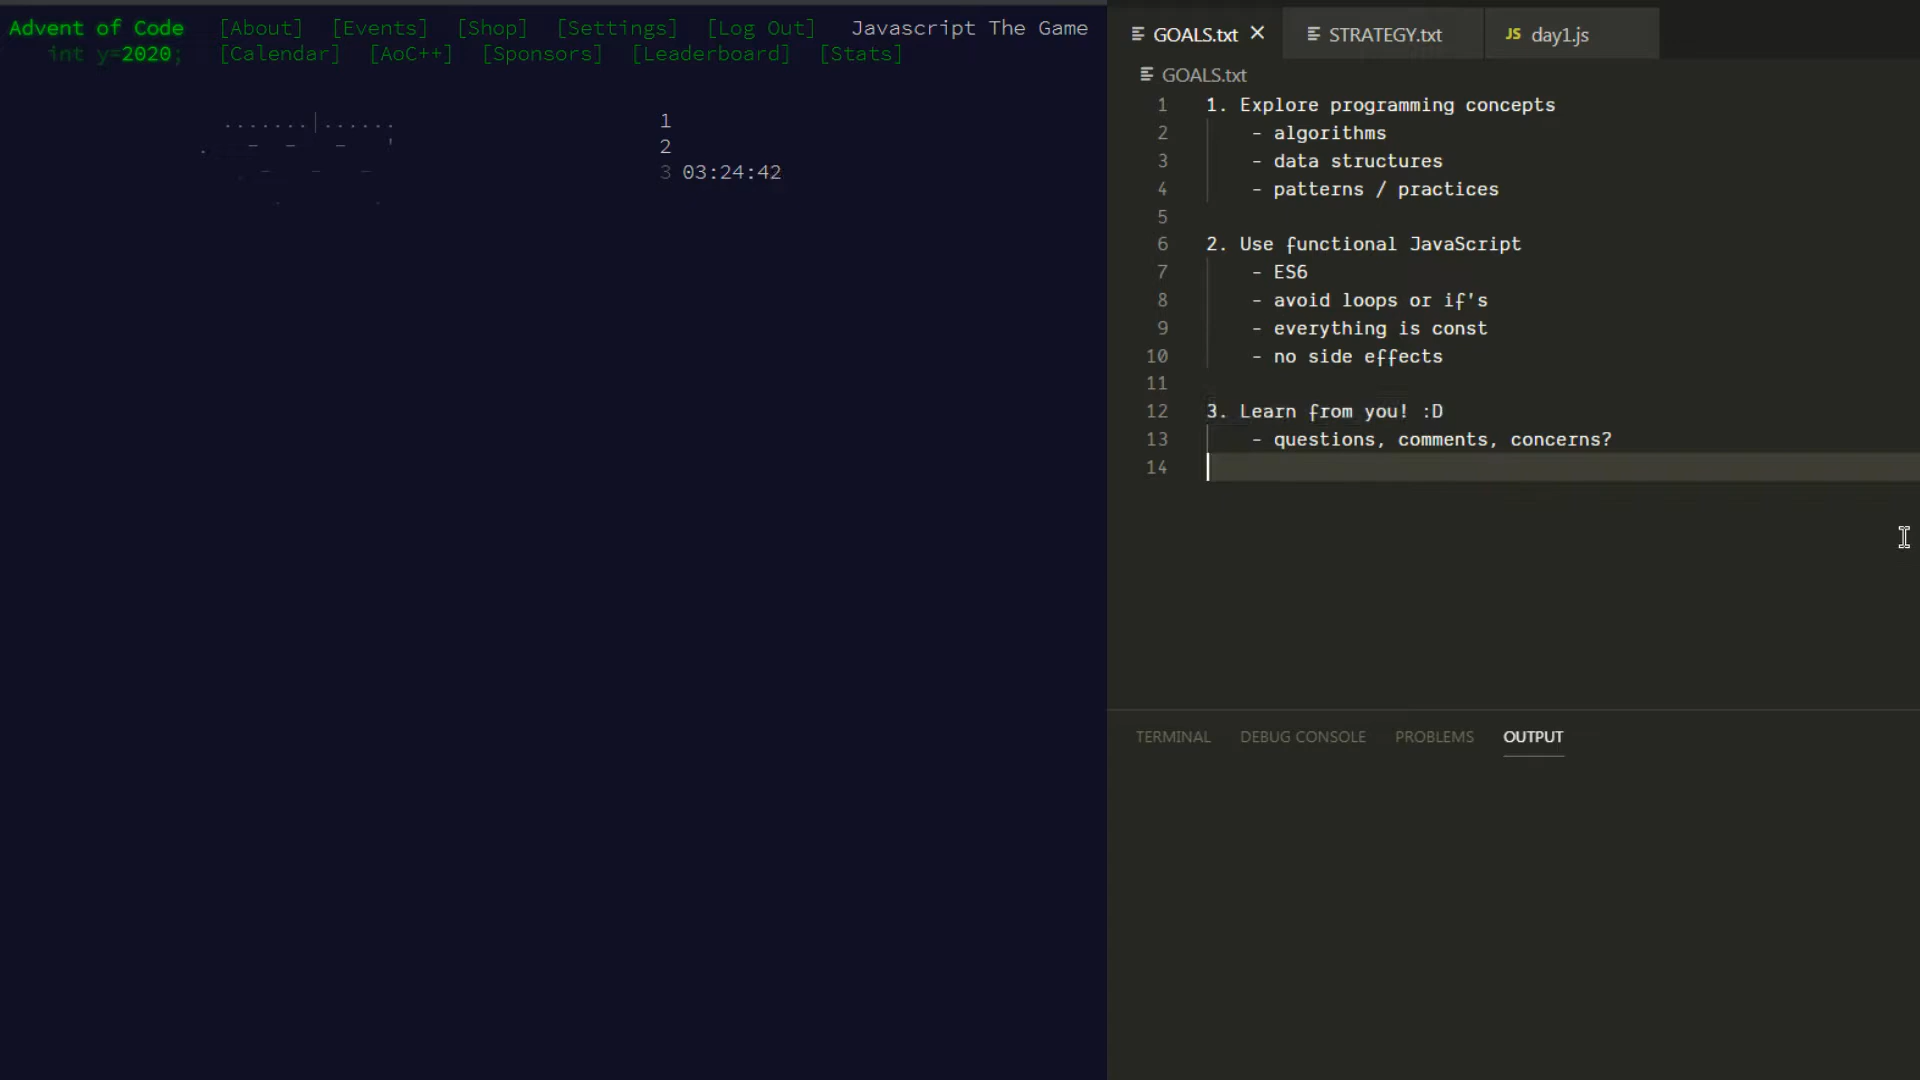 Advent of Code [About] [Events] [Shop] [Settings] [Log Out] Javascript The Game
int y=2020; [Calendar] [AoC++] [Sponsors] [Leaderboard] [Stats]
1
2
3 03:24:42
GOALS.txt STRATEGY.txt JS day1.js
GOALS.txt
1 1. Explore programming concepts
2 - algorithms
3 - data structures
4 - patterns / practices
5
6 2. Use functional JavaScript
7 - ES6
8 - avoid loops or if's
9 - everything is const
10 - no side effects
11
12 3. Learn from you! :D
13 - questions, comments, concerns?
14
TERMINAL DEBUG CONSOLE PROBLEMS OUTPUT